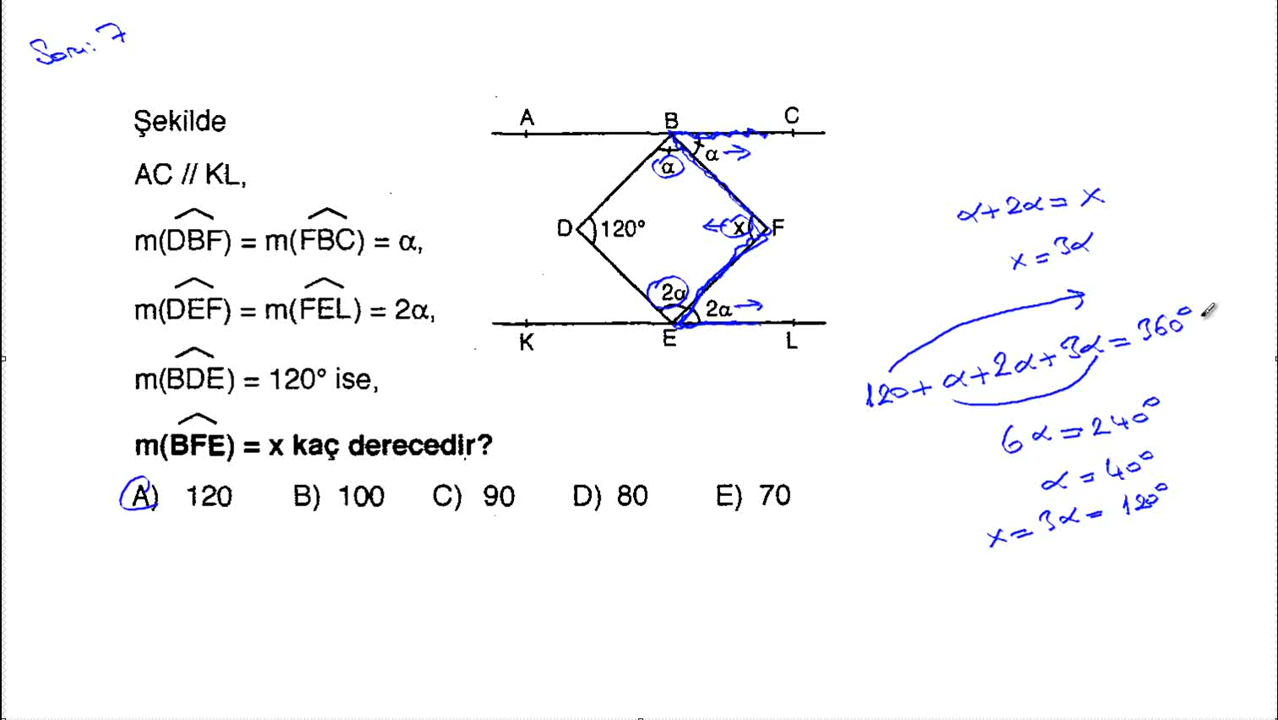 Soru: 7
Şekilde
AC // KL,
m(DBF) = m(FBC) = α,
m(DEF) = m(FEL) = 2α,
m(BDE) = 120° ise,
m(BFE) = x kaç derecedir?
A) 120 B) 100 C) 90 D) 80 E) 70
A B C
α α
D 120° x F
2α 2α
K E L
α+2α = x
x = 3α
120+α+2α+3α = 360°
6α = 240°
α = 40°
x = 3α = 120°